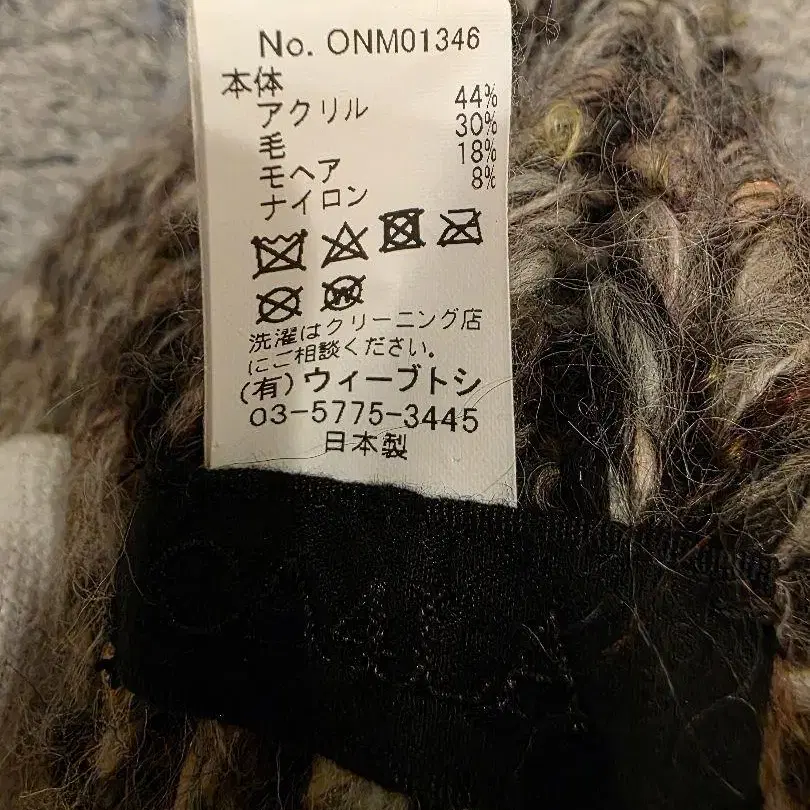 No. ONM01346
本体
アクリル 44%
毛 30%
モヘア 18%
ナイロン 8%
洗濯はクリーニング店
にご相談ください。
(有)ウィーブトシ
03-5775-3445
日本製